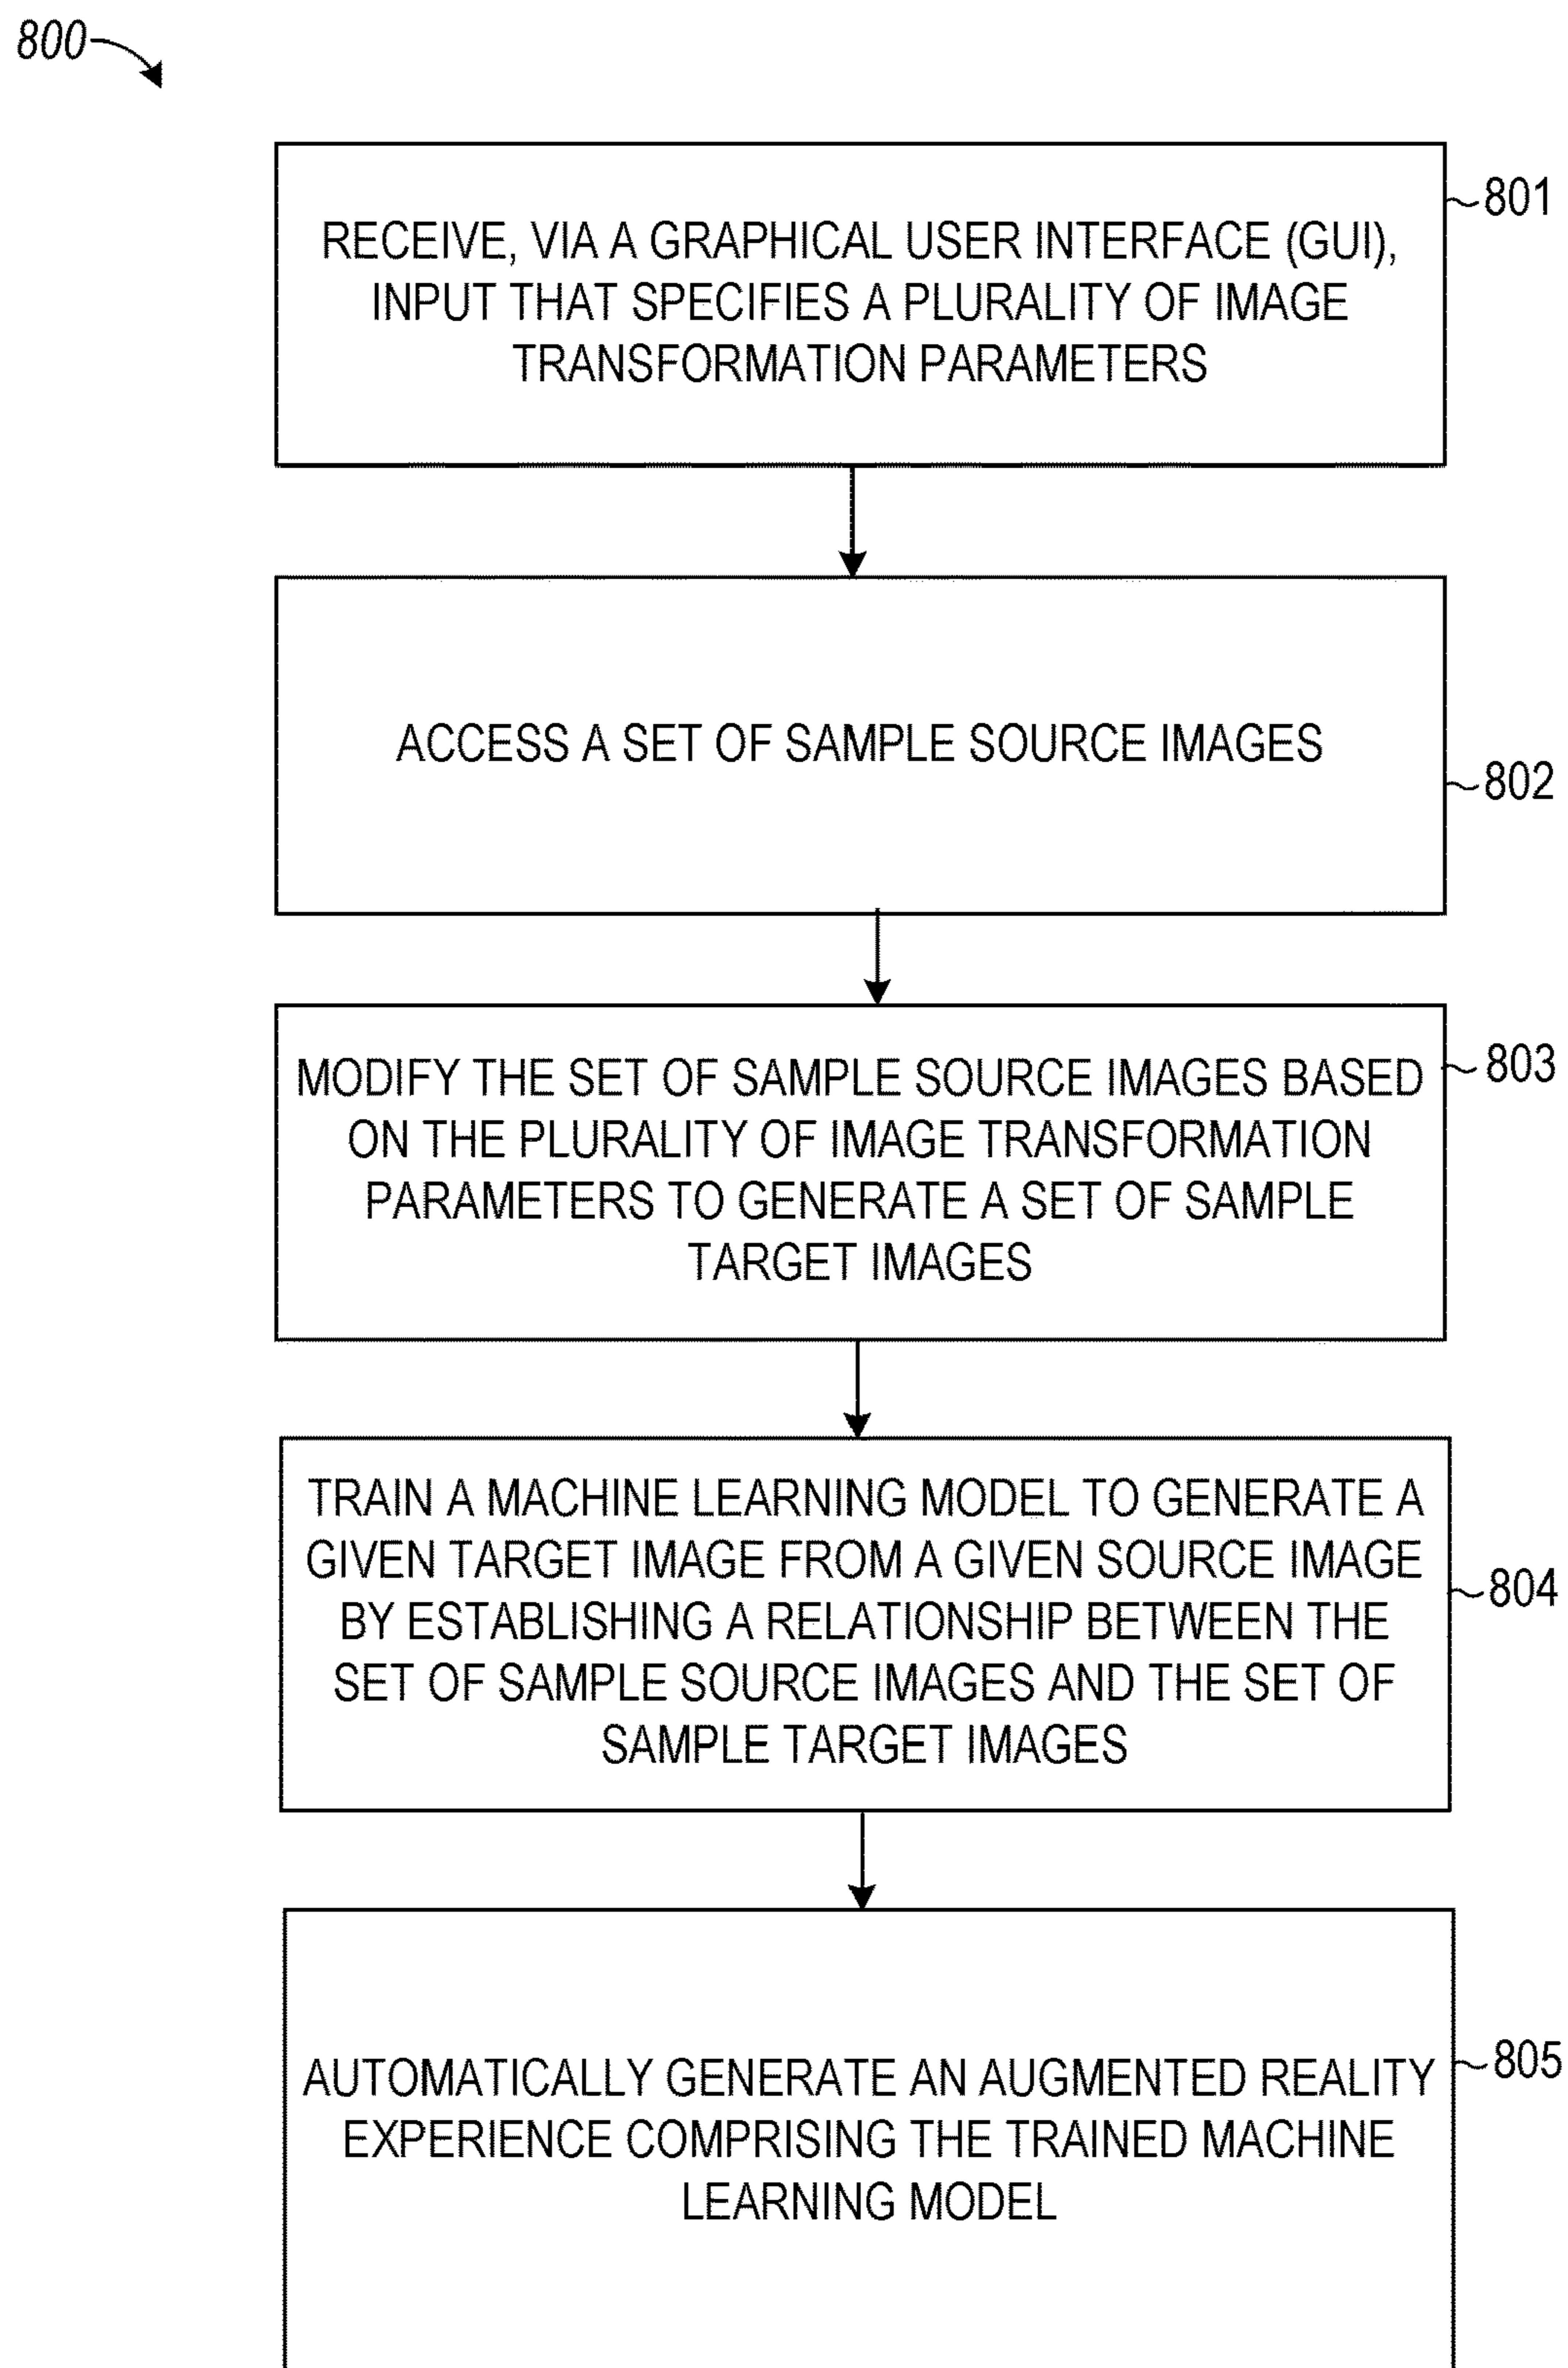 800
RECEIVE, VIA A GRAPHICAL USER INTERFACE (GUI),
INPUT THAT SPECIFIES A PLURALITY OF IMAGE
TRANSFORMATION PARAMETERS
801
ACCESS A SET OF SAMPLE SOURCE IMAGES
802
MODIFY THE SET OF SAMPLE SOURCE IMAGES BASED
ON THE PLURALITY OF IMAGE TRANSFORMATION
PARAMETERS TO GENERATE A SET OF SAMPLE
TARGET IMAGES
803
TRAIN A MACHINE LEARNING MODEL TO GENERATE A
GIVEN TARGET IMAGE FROM A GIVEN SOURCE IMAGE
BY ESTABLISHING A RELATIONSHIP BETWEEN THE
SET OF SAMPLE SOURCE IMAGES AND THE SET OF
SAMPLE TARGET IMAGES
804
AUTOMATICALLY GENERATE AN AUGMENTED REALITY
EXPERIENCE COMPRISING THE TRAINED MACHINE
LEARNING MODEL
805